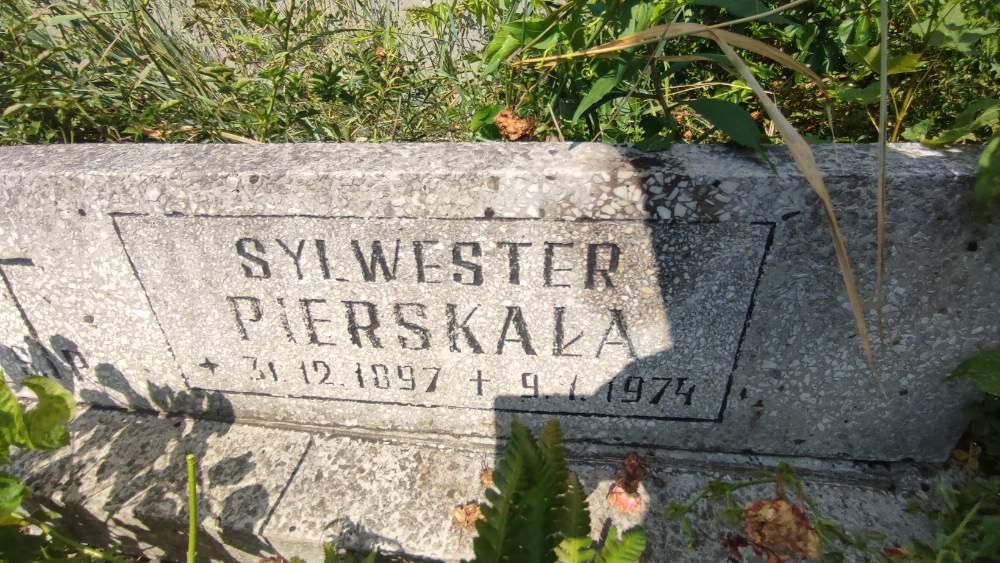 SYLWESTER
PIERSKAŁA
* 31.12.1897 + 9.1.1974